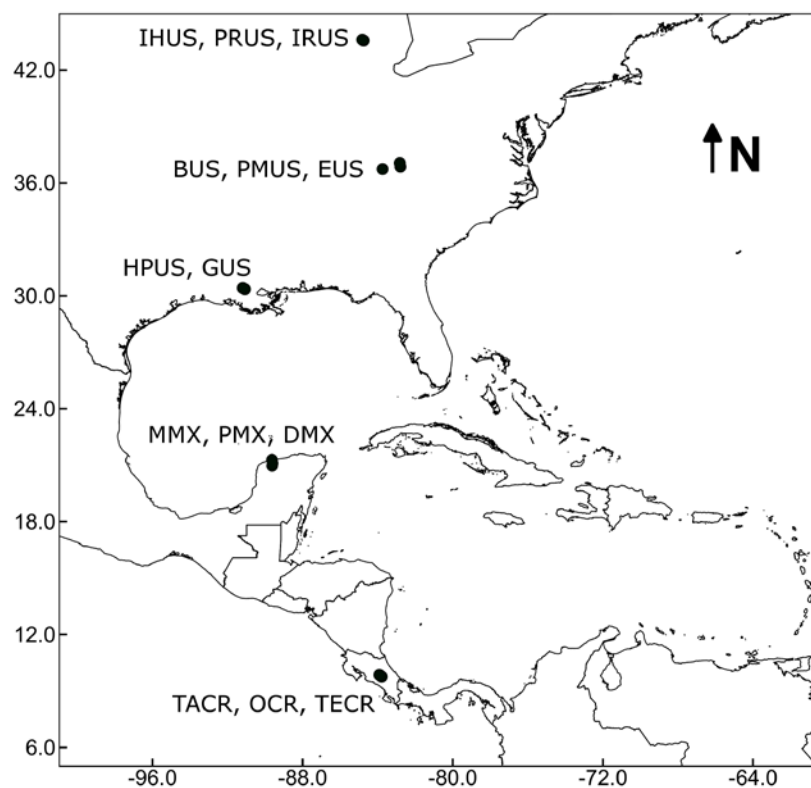 IHUS, PRUS, IRUS
42.0
N
BUS, PMUS, EUS
36.0
HPUS, GUS
30.0
24.0
MMX, PMX, DMX
18.0
12.0
TACR, OCR, TECR
6.0
-96.0 -88.0 -80.0 -72.0 -64.0